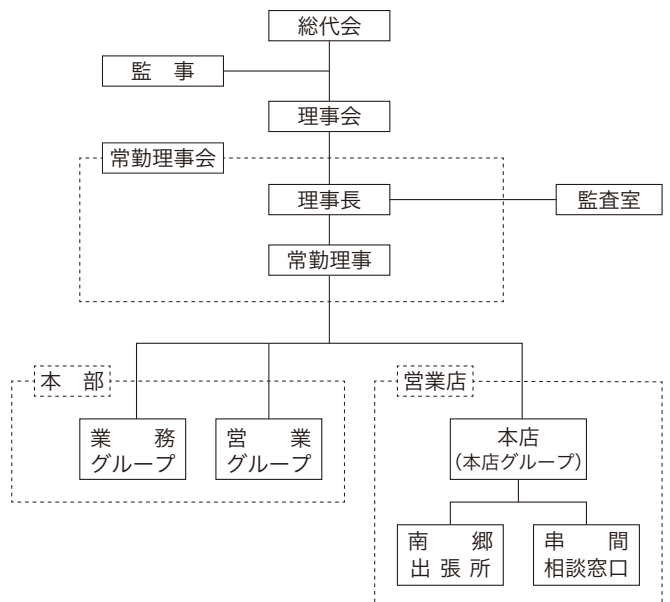 総代会
監　事
理事会
常勤理事会
理事長
監査室
常勤理事
本　部
営業店
業　務
グループ
営　業
グループ
本店
(本店グループ)
南　郷
出張所
串　間
相談窓口